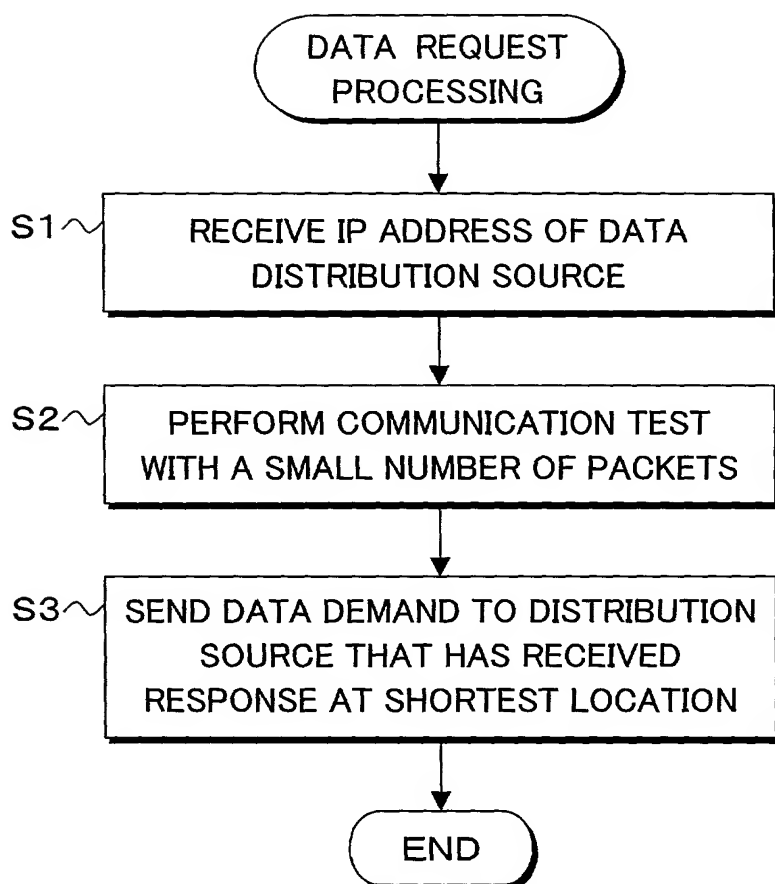 DATA REQUEST
PROCESSING
S1
RECEIVE IP ADDRESS OF DATA
DISTRIBUTION SOURCE
S2
PERFORM COMMUNICATION TEST
WITH A SMALL NUMBER OF PACKETS
S3
SEND DATA DEMAND TO DISTRIBUTION
SOURCE THAT HAS RECEIVED
RESPONSE AT SHORTEST LOCATION
END